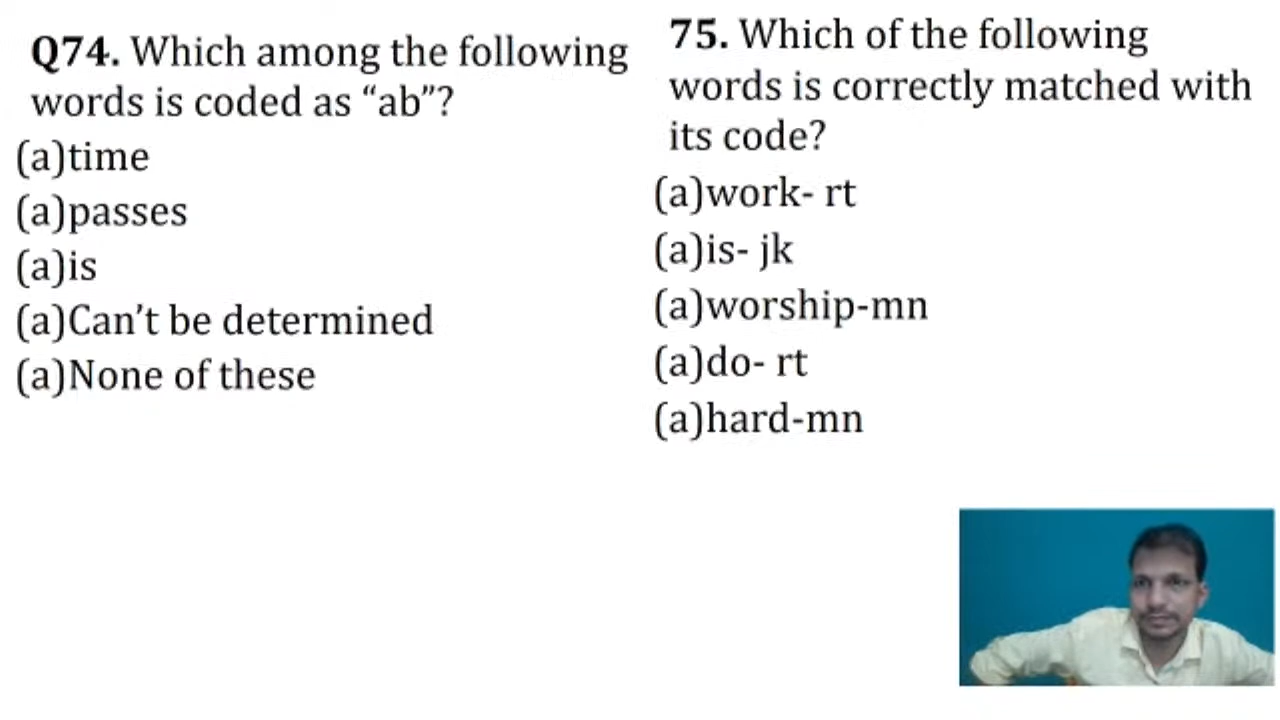 Q74. Which among the following
words is coded as “ab”?
(a)time
(a)passes
(a)is
(a)Can’t be determined
(a)None of these
75. Which of the following
words is correctly matched with
its code?
(a)work- rt
(a)is- jk
(a)worship-mn
(a)do- rt
(a)hard-mn